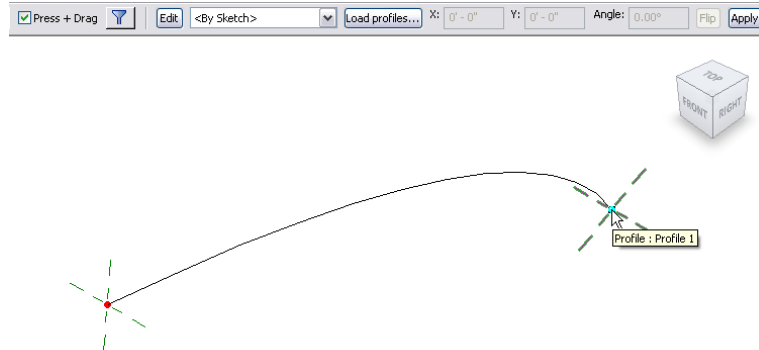 Press + Drag Edit <By Sketch> Load profiles... X: 0' - 0" Y: 0' - 0" Angle: 0.00° Flip Apply
TOP
FRONT RIGHT
Profile : Profile 1